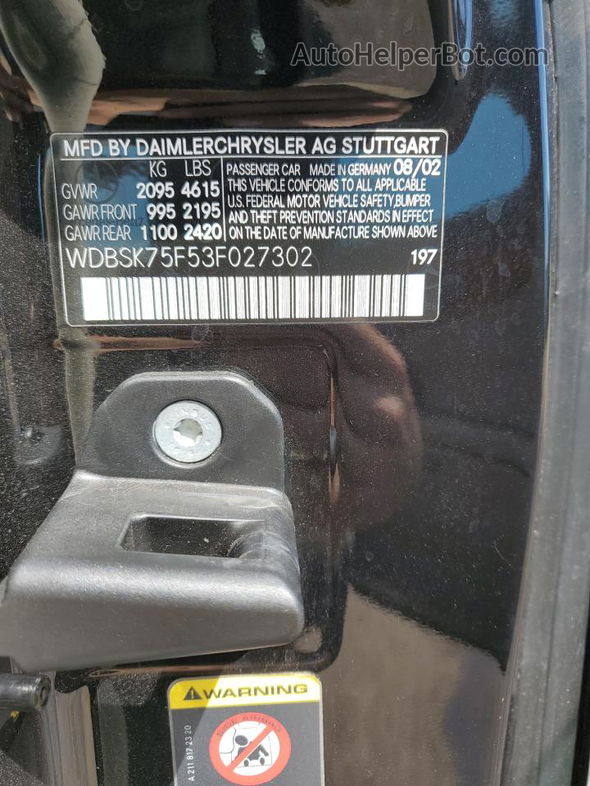 AutoHelperBot.com
MFD BY DAIMLERCHRYSLER AG STUTTGART
KG LBS
GVWR 2095 4615
GAWR FRONT 995 2195
GAWR REAR 1100 2420
PASSENGER CAR MADE IN GERMANY 08/02
THIS VEHICLE CONFORMS TO ALL APPLICABLE
U.S. FEDERAL MOTOR VEHICLE SAFETY,BUMPER
AND THEFT PREVENTION STANDARDS IN EFFECT
ON THE DATE OF MANUFACTURE SHOWN ABOVE
WDBSK75F53F027302 197
WARNING
A 211 817 23 20